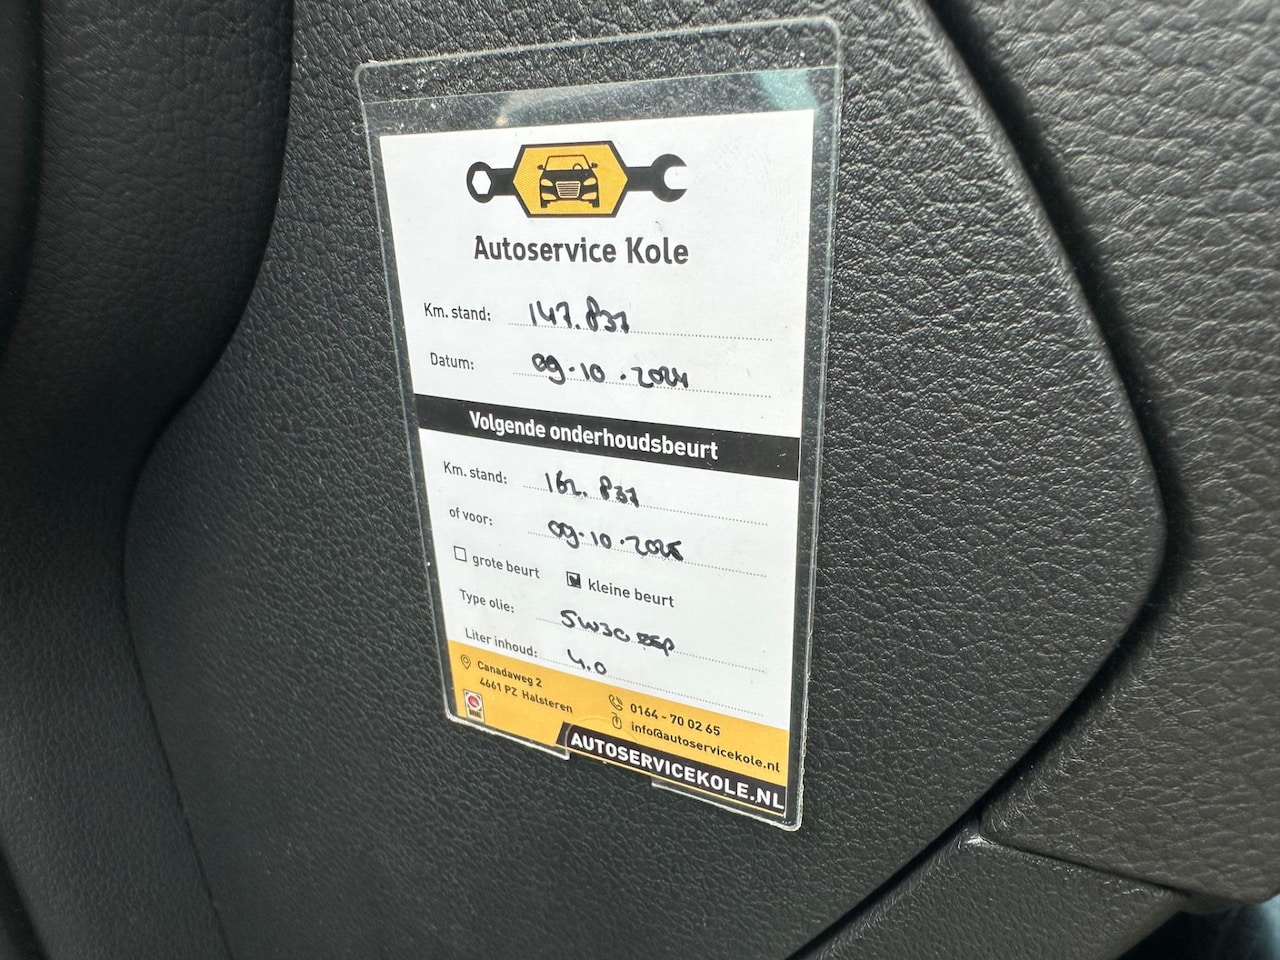 Autoservice Kole
Km. stand: 147.837
Datum: 09.10.2024
Volgende onderhoudsbeurt
Km. stand: 162.837
of voor: 09.10.2025
grote beurt kleine beurt
Type olie: 5W30
Liter inhoud: 4.0
Canadaweg 2
4661 PZ Halsteren
0164 - 70 02 65
info@autoservicekole.nl
AUTOSERVICEKOLE.NL